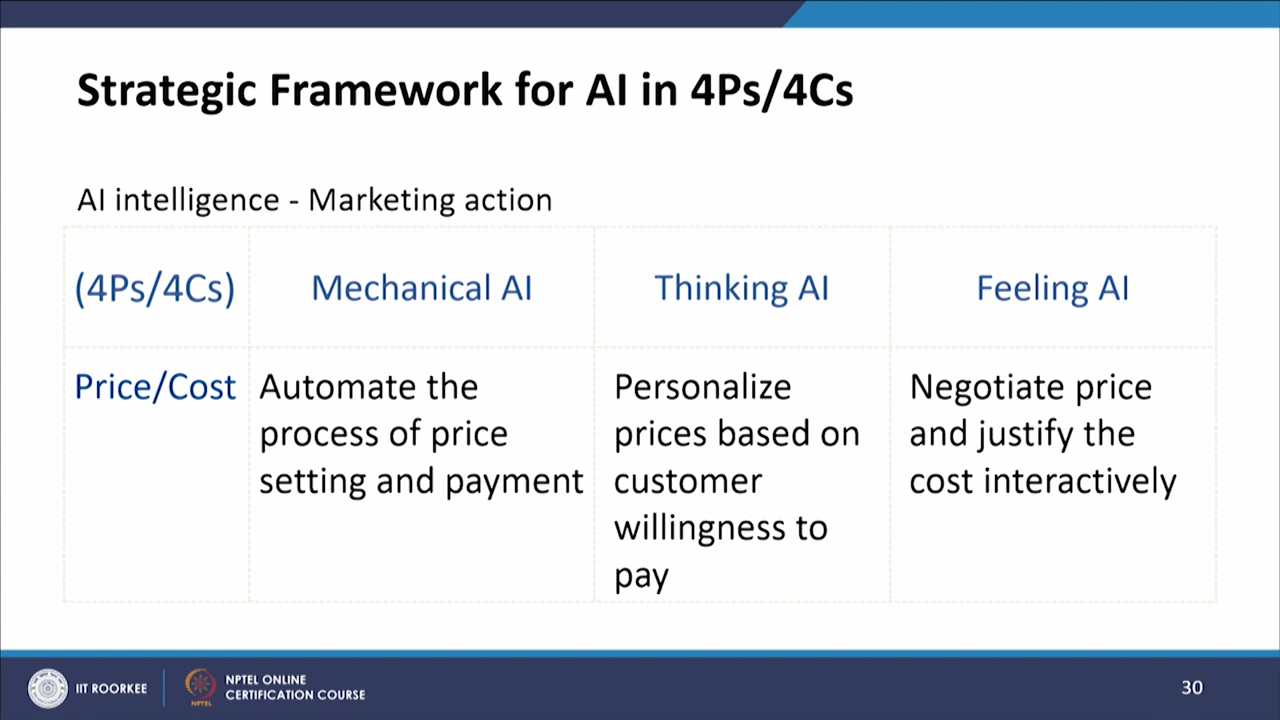 Strategic Framework for AI in 4Ps/4Cs
AI intelligence - Marketing action
(4Ps/4Cs)
Mechanical AI
Thinking AI
Feeling AI
Price/Cost
Automate the
process of price
setting and payment
Personalize
prices based on
customer
willingness to
pay
Negotiate price
and justify the
cost interactively
IIT ROORKEE
NPTEL
NPTEL ONLINE
CERTIFICATION COURSE
30